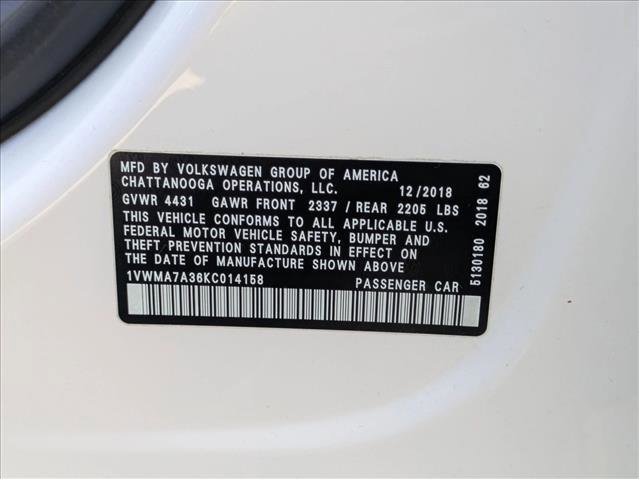 MFD BY VOLKSWAGEN GROUP OF AMERICA
CHATTANOOGA OPERATIONS, LLC. 12/2018
GVWR 4431 GAWR FRONT 2337 / REAR 2205 LBS
THIS VEHICLE CONFORMS TO ALL APPLICABLE U.S.
FEDERAL MOTOR VEHICLE SAFETY, BUMPER AND
THEFT PREVENTION STANDARDS IN EFFECT ON
THE DATE OF MANUFACTURE SHOWN ABOVE
1VWMA7A36KC014158 PASSENGER CAR
5130180 2018 62